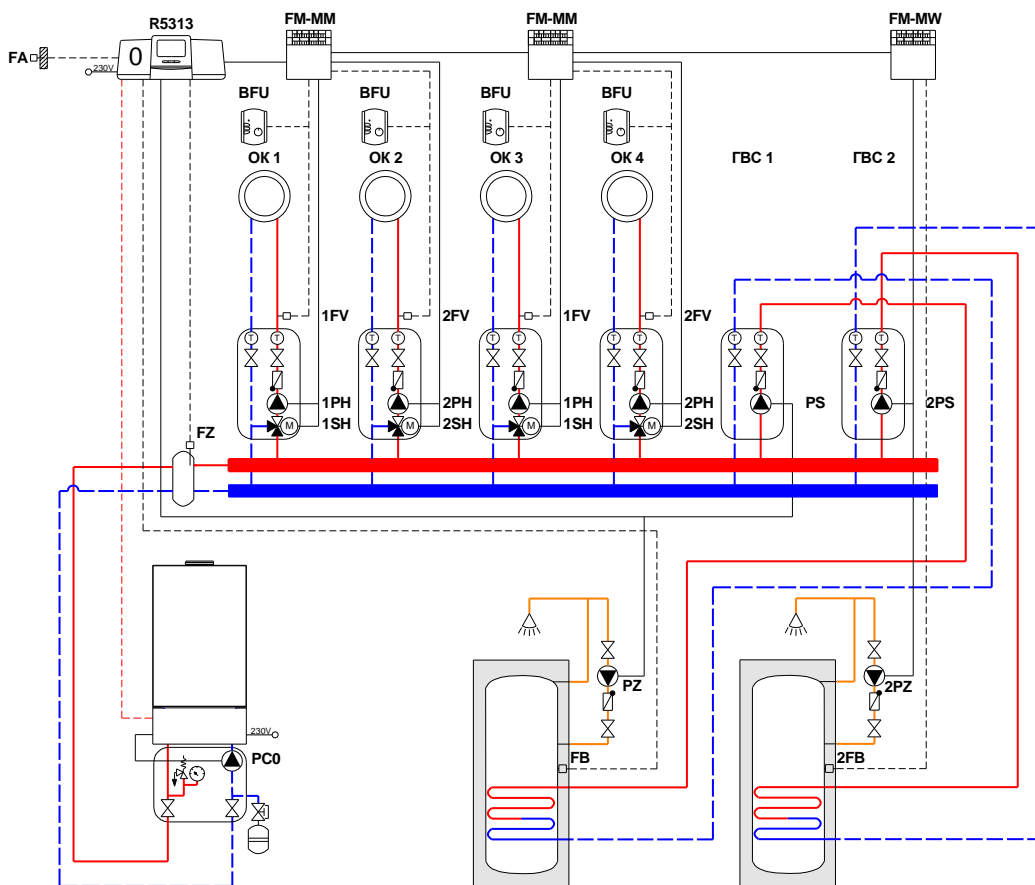 R5313
FM-MM
FM-MM
FM-MW
FA
0
230V
BFU
BFU
BFU
BFU
ОК 1
ОК 2
ОК 3
ОК 4
ГВС 1
ГВС 2
1FV
2FV
1FV
2FV
T
T
T
T
T
T
T
T
T
T
T
T
1PH
2PH
1PH
2PH
PS
2PS
M
1SH
M
2SH
M
1SH
M
2SH
FZ
PZ
2PZ
230V
PC0
FB
2FB